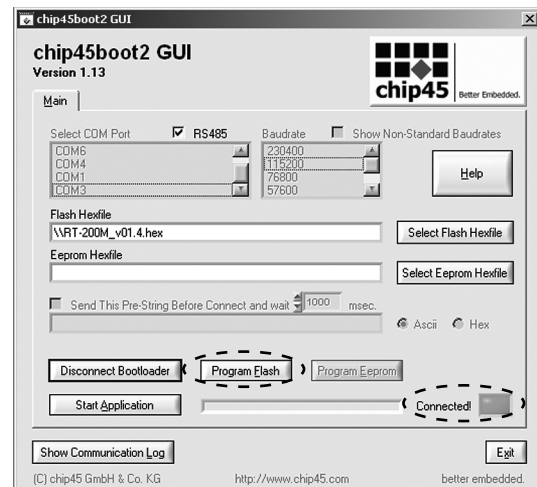 chip45boot2 GUI
chip45boot2 GUI
Version 1.13
chip45 Better Embedded.
Main
Select COM Port RS485 Baudrate Show Non-Standard Baudrates
COM6 230400
COM4 115200
COM1 76800
COM3 57600
Help
Flash Hexfile
\\RT-200M_v01.4.hex Select Flash Hexfile
Eeprom Hexfile
Select Eeprom Hexfile
Send This Pre-String Before Connect and wait 1000 msec.
Ascii Hex
Disconnect Bootloader Program Flash Program Eeprom
Start Application Connected!
Show Communication Log Exit
(C) chip45 GmbH & Co. KG http://www.chip45.com better embedded.